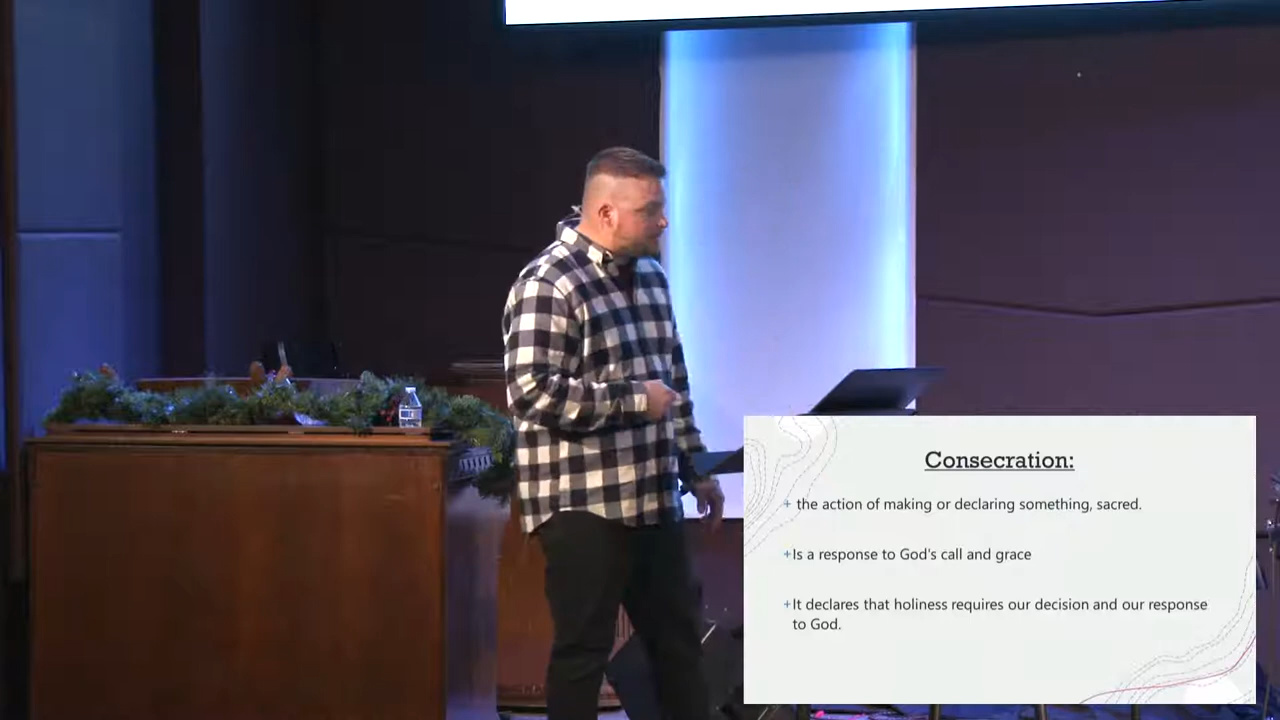 Consecration:
+ the action of making or declaring something, sacred.
+Is a response to God's call and grace
+It declares that holiness requires our decision and our response
to God.